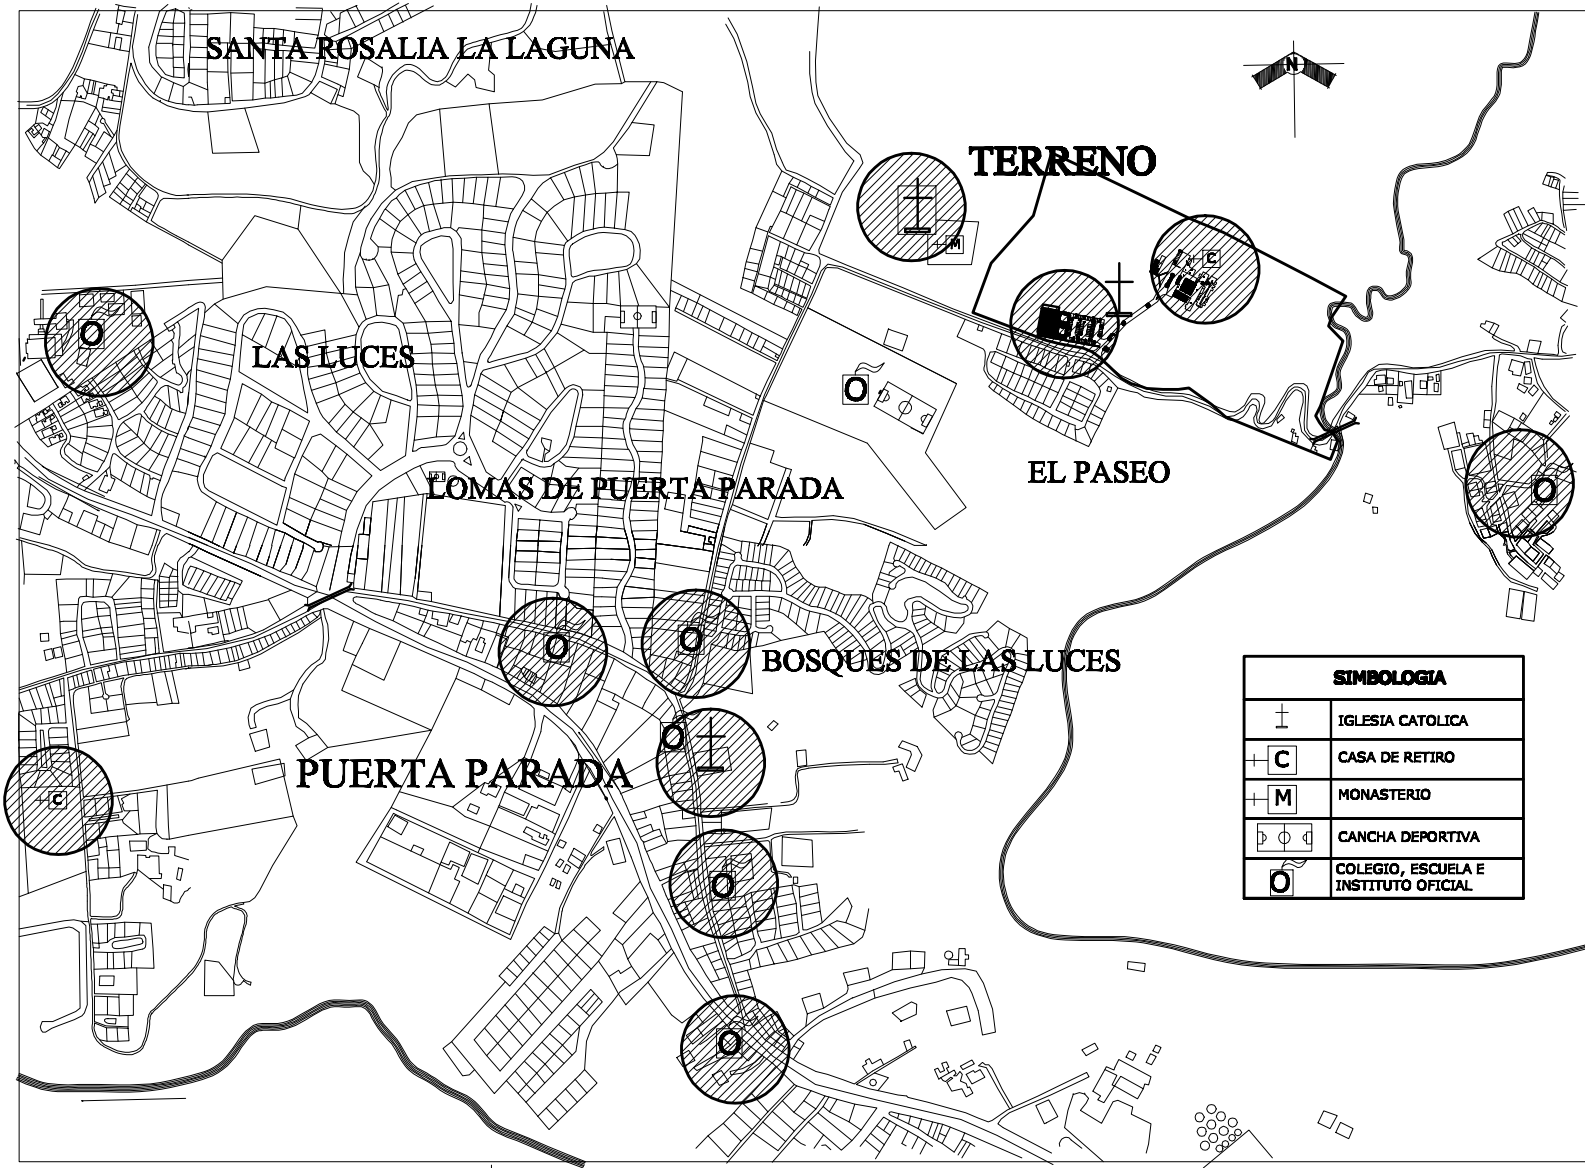 SANTA ROSALIA LA LAGUNA
N
TERRENO
M
C
O
LAS LUCES
O
EL PASEO
LOMAS DE PUERTA PARADA
O
O
O
BOSQUES DE LAS LUCES
O
PUERTA PARADA
C
O
O
SIMBOLOGIA
IGLESIA CATOLICA
C CASA DE RETIRO
M MONASTERIO
CANCHA DEPORTIVA
O COLEGIO, ESCUELA E
INSTITUTO OFICIAL